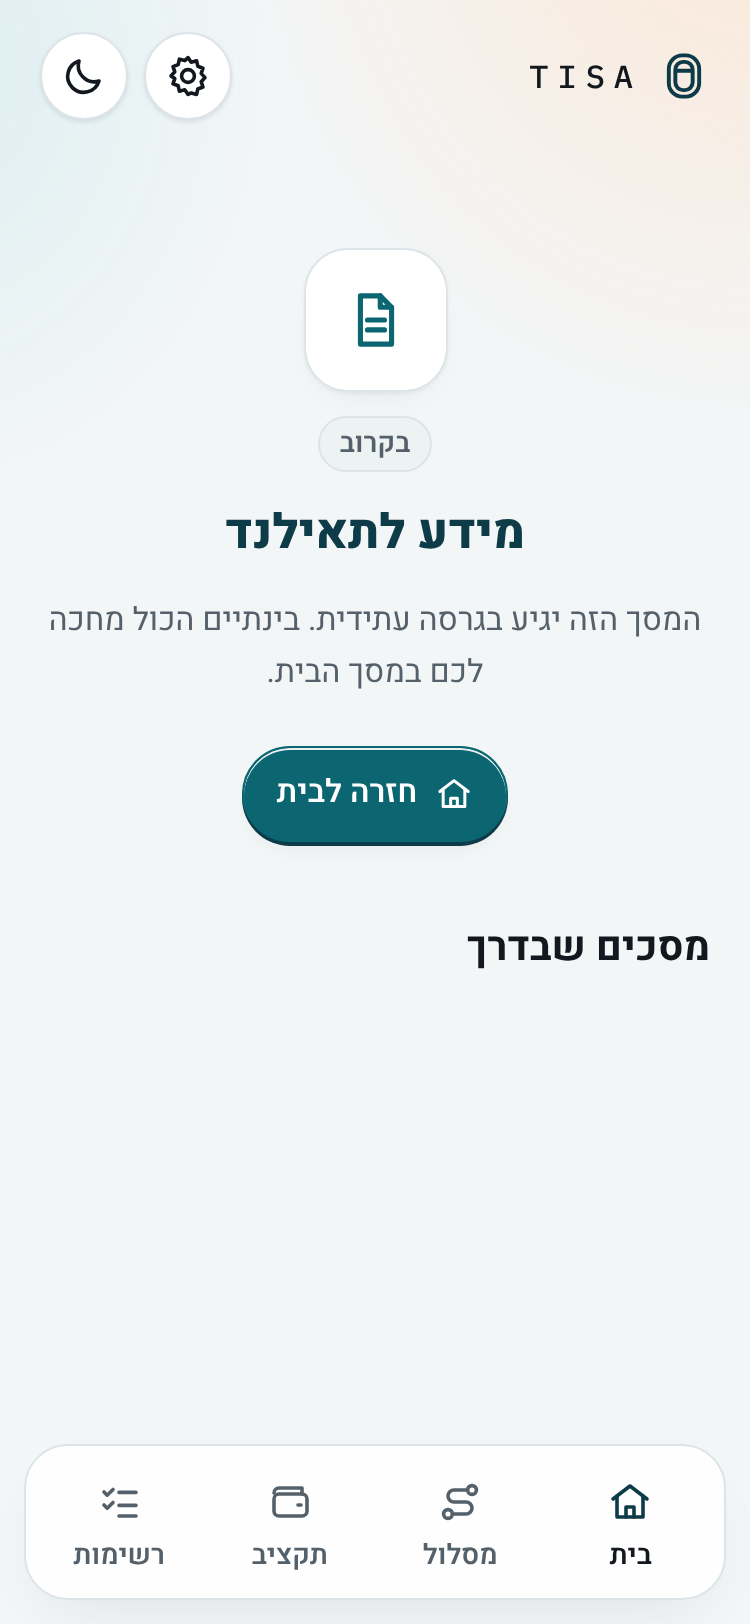 TISA
בקרוב
מידע לתאילנד
המסך הזה יגיע בגרסה עתידית. בינתיים הכול מחכה
לכם במסך הבית.
חזרה לבית
מסכים שבדרך
בית
מסלול
תקציב
רשימות